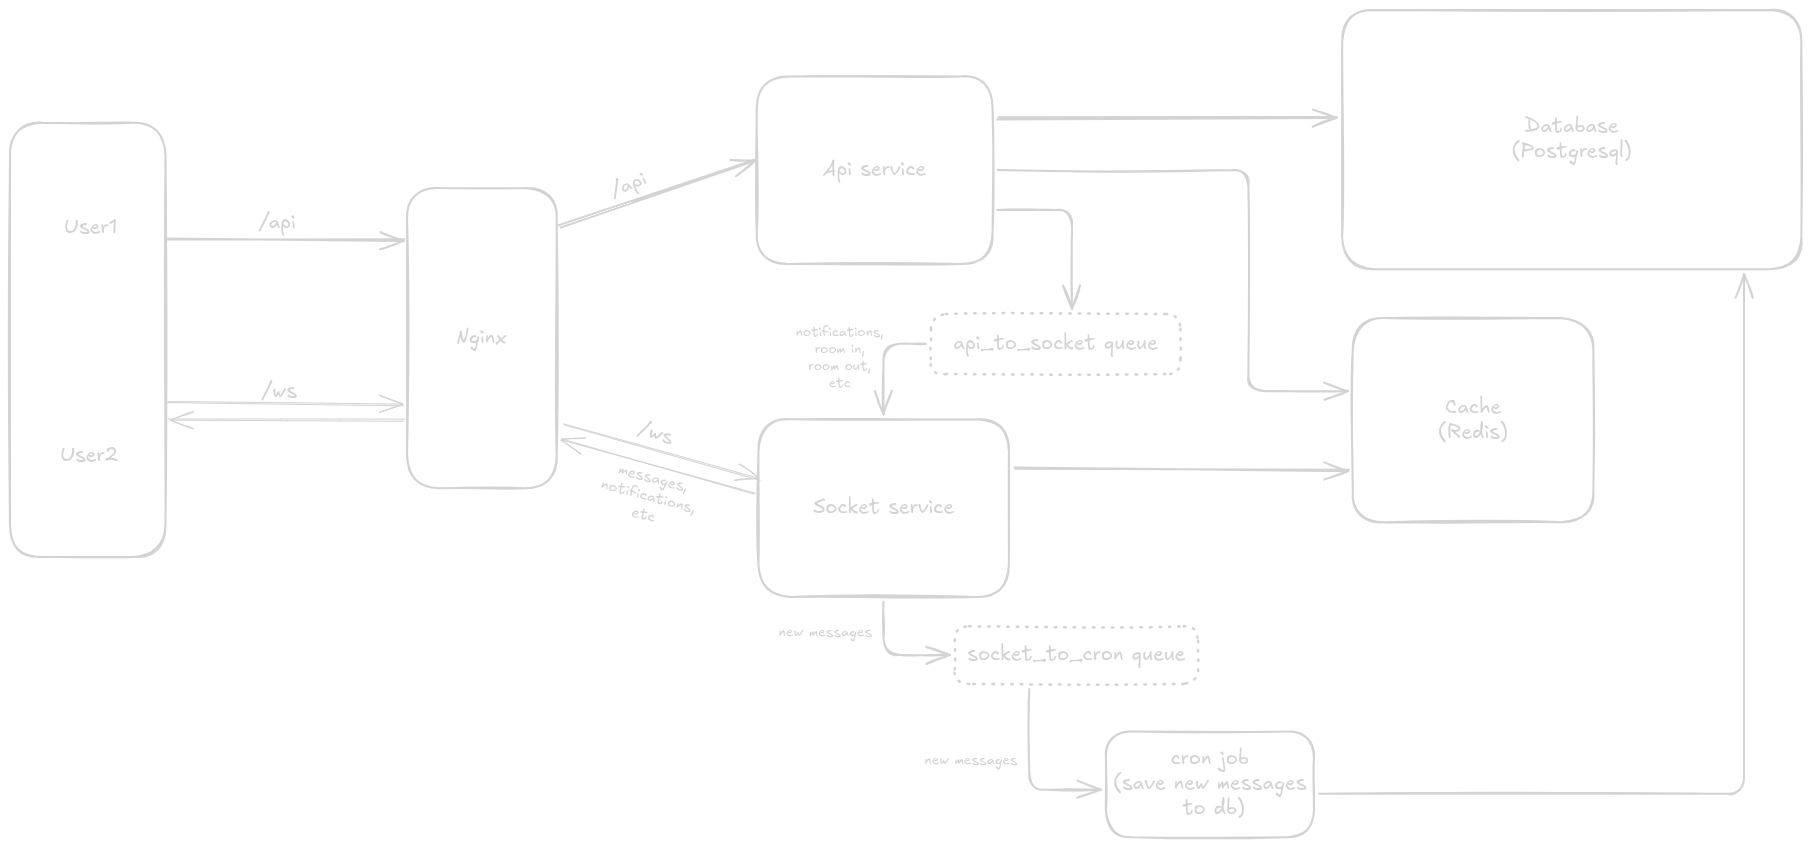 User1
User2
/api
/ws
Nginx
/api
/ws
messages,
notifications,
etc
Api service
api_to_socket queue
notifications,
room in,
room out,
etc
Socket service
new messages
socket_to_cron queue
new messages
cron job
(save new messages
to db)
Database
(Postgresql)
Cache
(Redis)